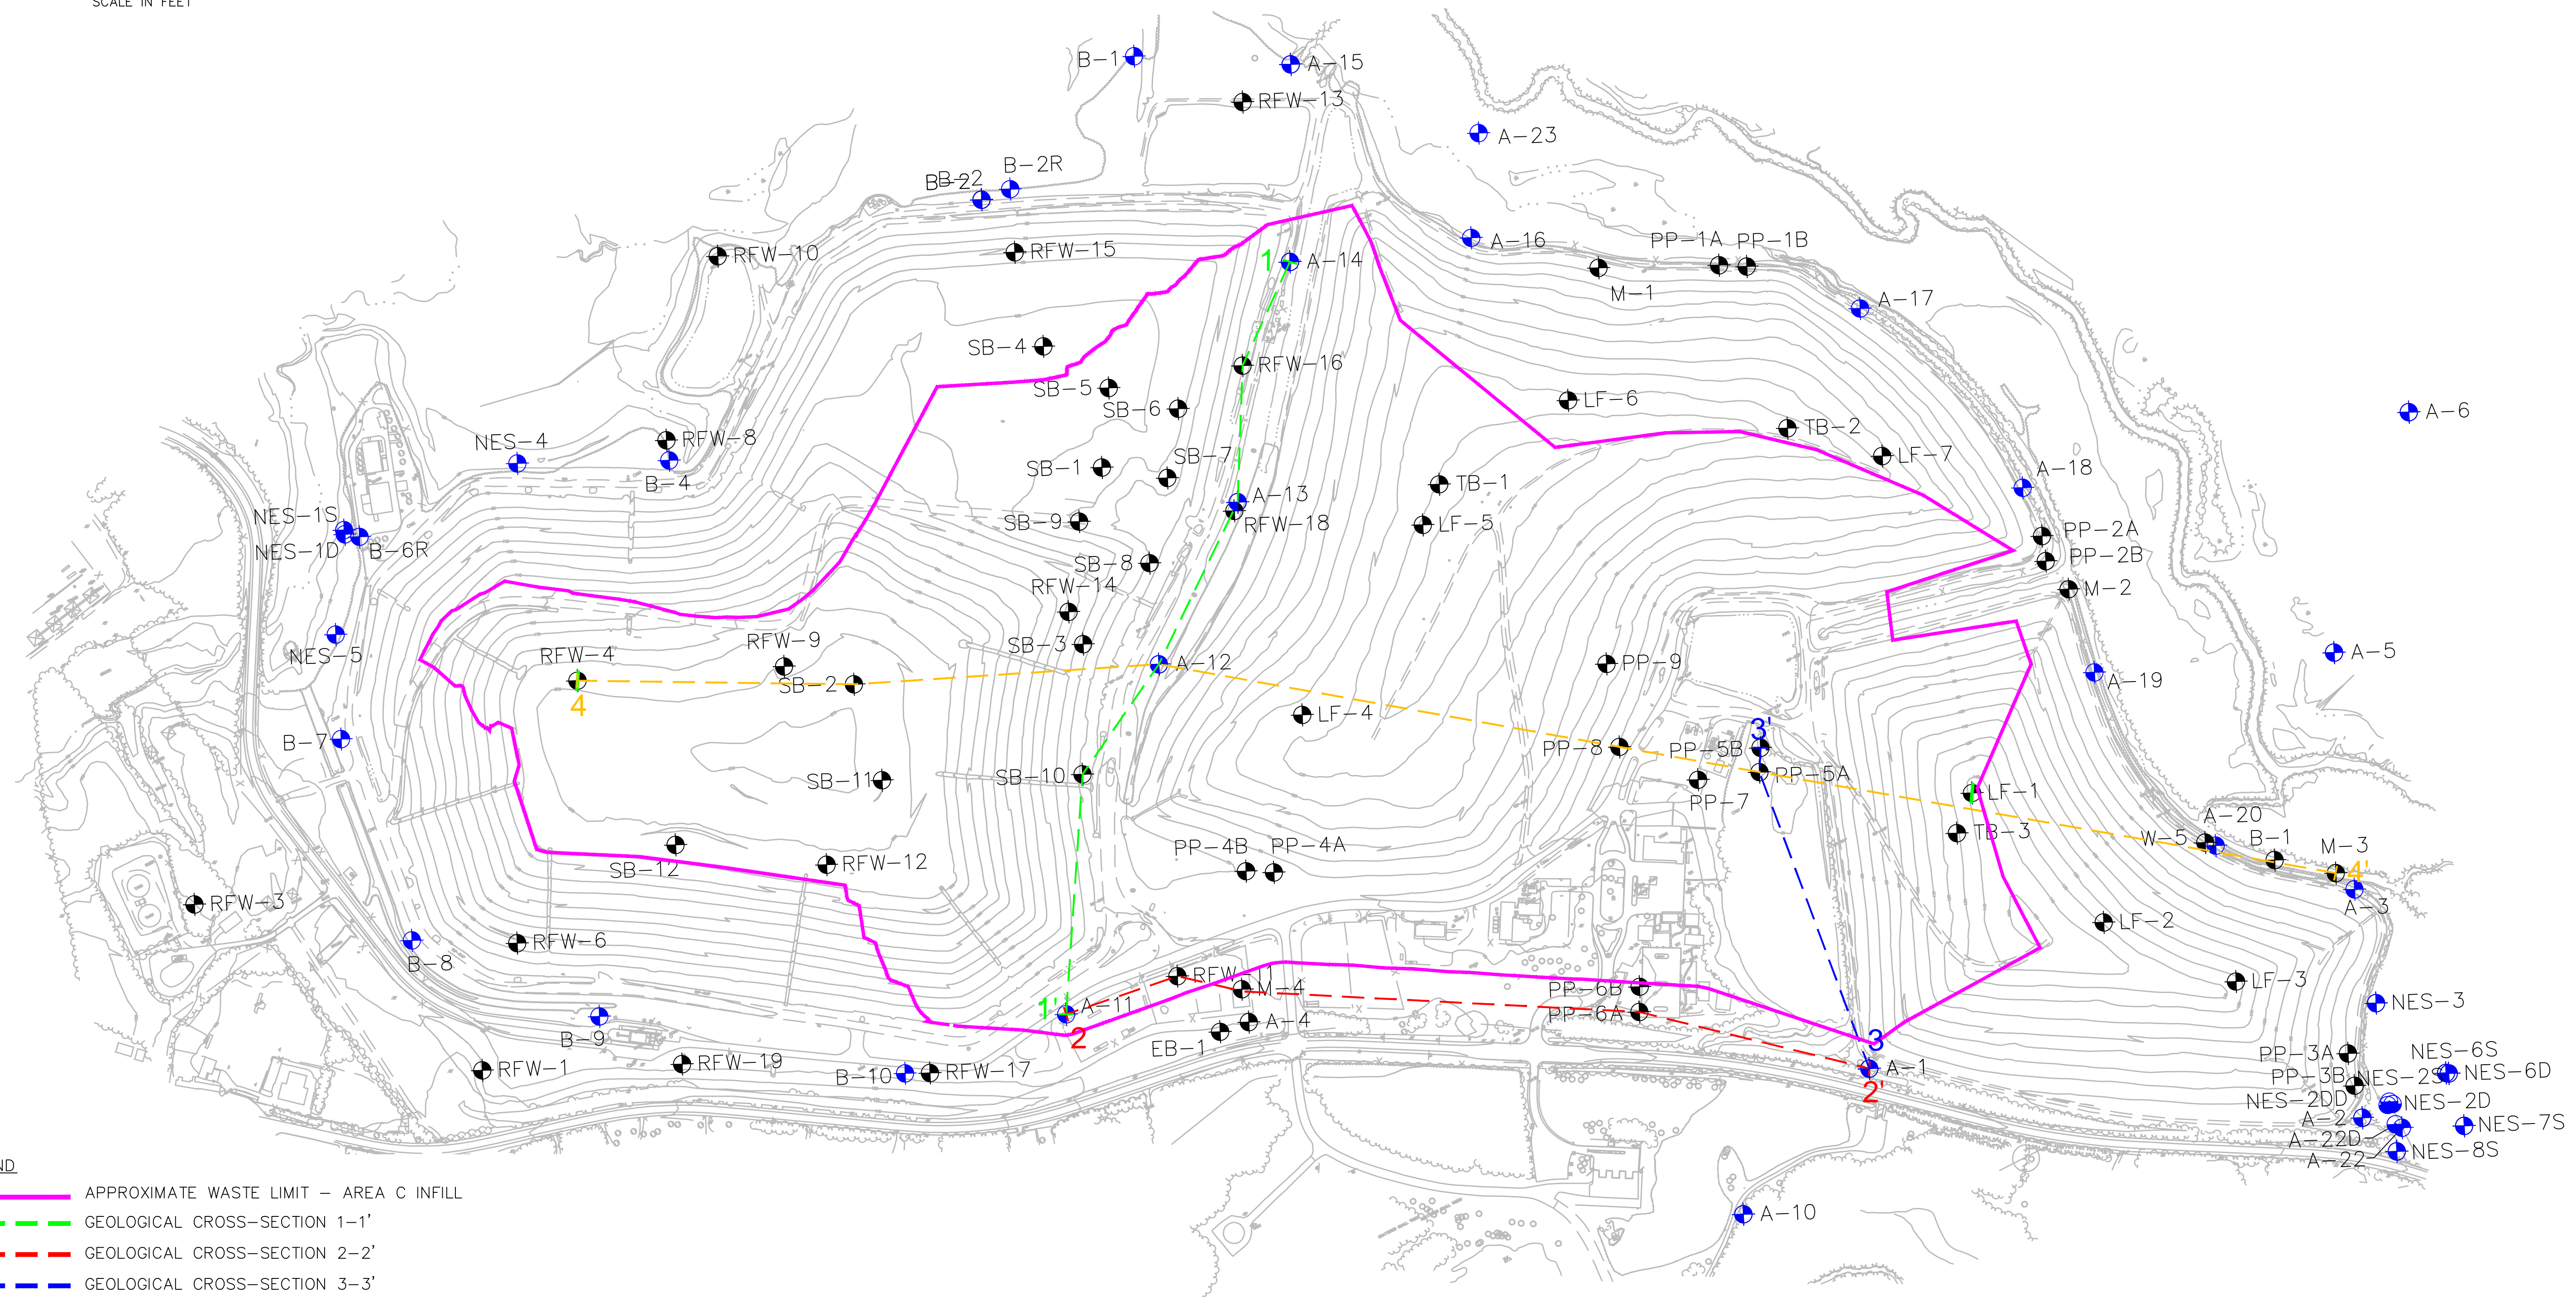 SCALE IN FEET
B-1
A-15
RFW-13
A-23
B-2
B-2R
RFW-10
RFW-15
1
A-14
A-16
PP-1A
PP-1B
M-1
A-17
SB-4
RFW-16
SB-5
SB-6
LF-6
A-6
TB-2
NES-4
RFW-8
B-4
SB-1
SB-7
TB-1
LF-7
A-18
NES-1S
NES-1D
B-6R
SB-9
A-13
RFW-18
LF-5
PP-2A
PP-2B
SB-8
RFW-14
M-2
NES-5
SB-3
RFW-4
RFW-9
SB-2
A-12
PP-9
A-5
A-19
4
LF-4
3'
B-7
PP-8
PP-5B
SB-10
SB-11
PP-5A
PP-7
LF-1
TB-3
A-20
W-5
B-1
M-3
4'
A-3
PP-4B
PP-4A
SB-12
RFW-12
RFW-3
LF-2
B-8
RFW-6
RFW-11
M-4
PP-6B
LF-3
1'
A-11
2
PP-6A
NES-3
B-9
EB-1
A-4
3
RFW-1
RFW-19
B-10
RFW-17
A-1
2'
PP-3A
NES-6S
PP-3B
NES-2S
NES-6D
NES-2DD
NES-2D
A-2
NES-7S
A-22D
A-22
NES-8S
A-10
ND
APPROXIMATE WASTE LIMIT - AREA C INFILL
GEOLOGICAL CROSS-SECTION 1-1'
GEOLOGICAL CROSS-SECTION 2-2'
GEOLOGICAL CROSS-SECTION 3-3'